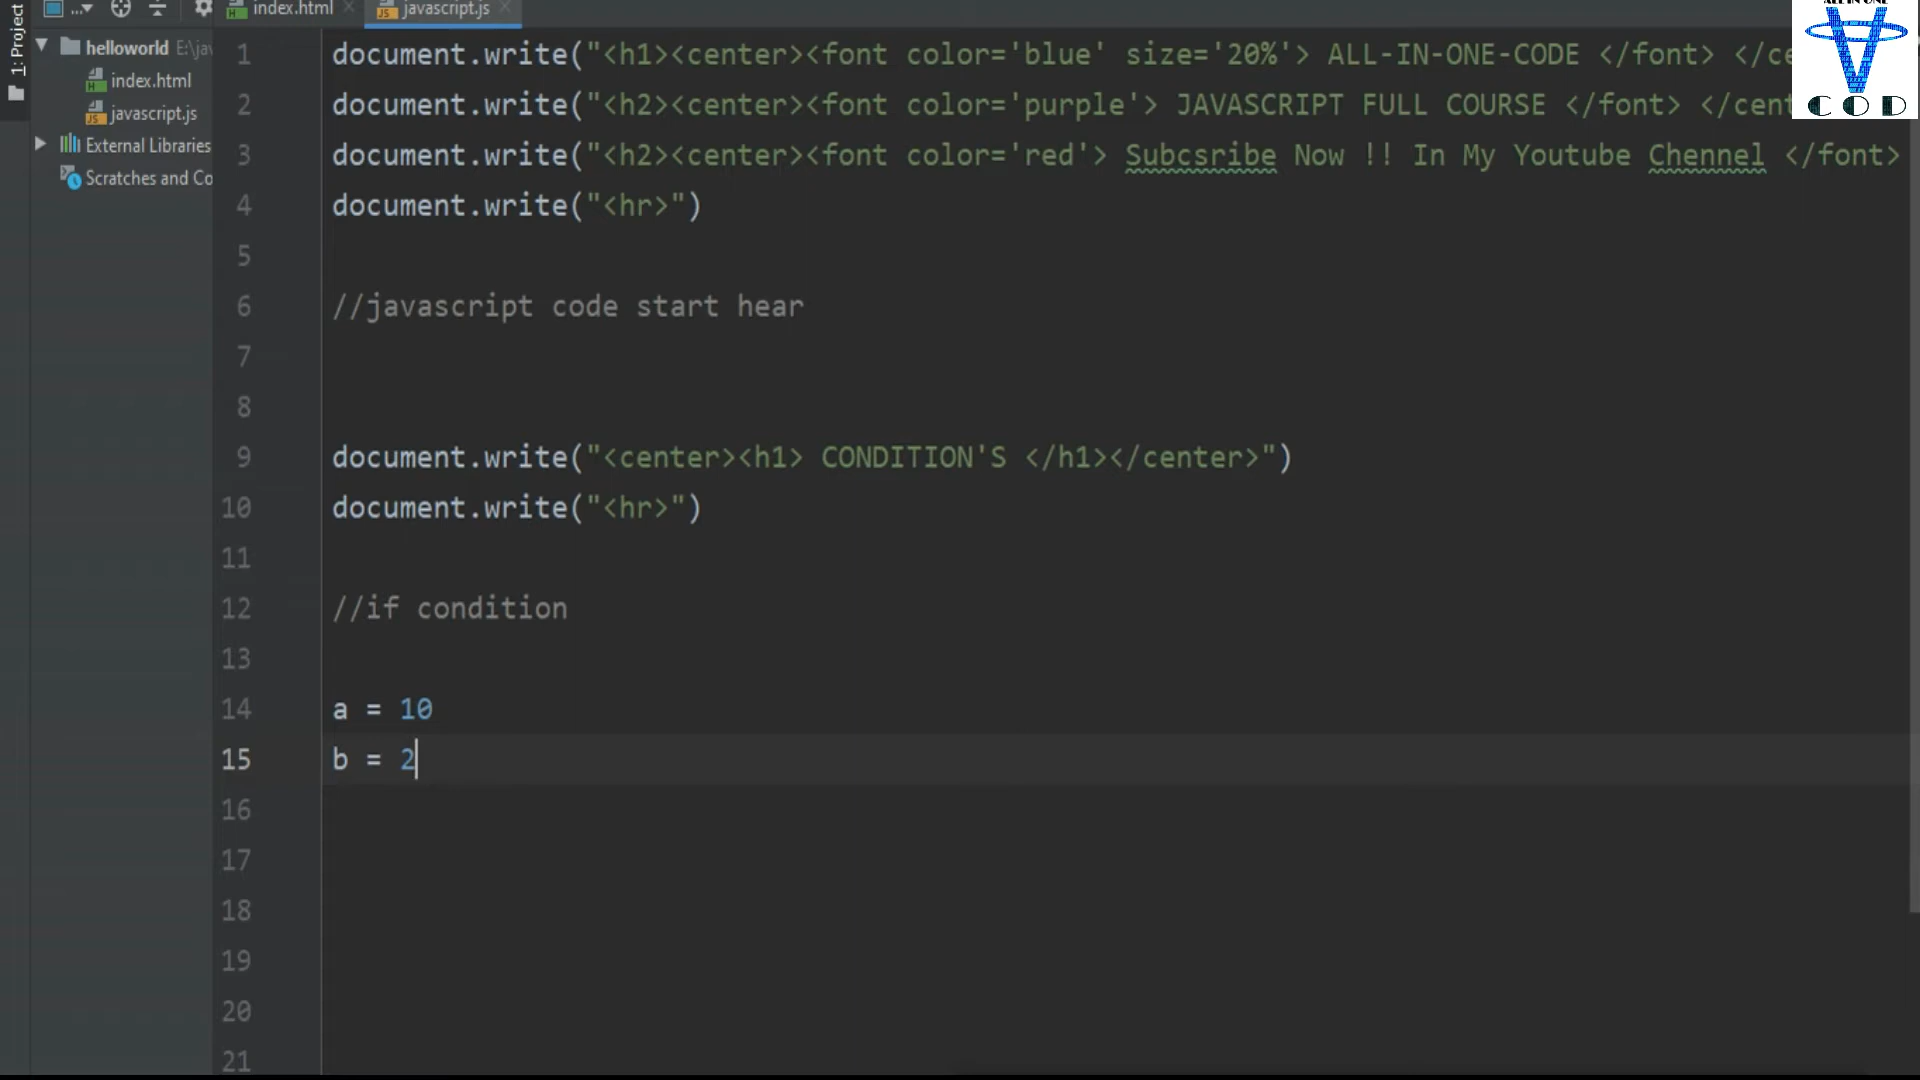 1: Project
...
index.html
javascript.js
ALL IN ONE
COD
helloworld E:\jav
index.html
javascript.js
External Libraries
Scratches and Co
1 document.write("<h1><center><font color='blue' size='20%'> ALL-IN-ONE-CODE </font> </ce
2 document.write("<h2><center><font color='purple'> JAVASCRIPT FULL COURSE </font> </cent
3 document.write("<h2><center><font color='red'> Subcsribe Now !! In My Youtube Chennel </font>
4 document.write("<hr>")
5
6 //javascript code start hear
7
8
9 document.write("<center><h1> CONDITION'S </h1></center>")
10 document.write("<hr>")
11
12 //if condition
13
14 a = 10
15 b = 2
16
17
18
19
20
21